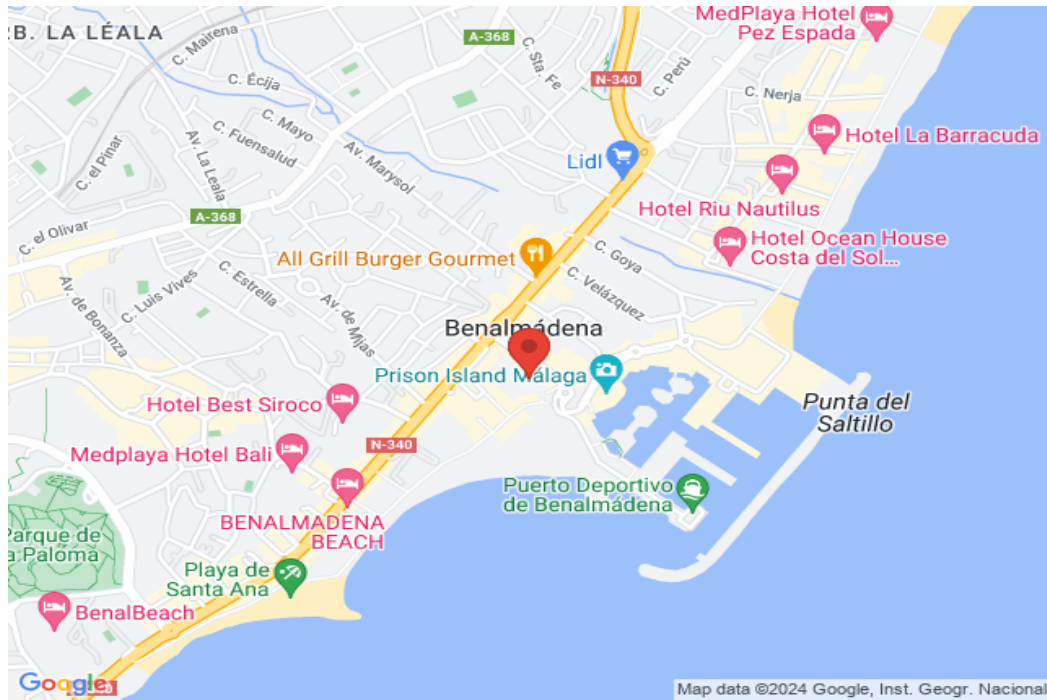 MedPlaya Hotel
Pez Espada
RB. LA LÉALA
C. Mairena
A-368
C. Sta. Fe
N-340
C. Perú
C. Écija
C. Nerja
C. Mayo
C. Fuensalud
Av. Marysol
Hotel La Barracuda
C. el Pinar
Av. La Leala
Lidl
Hotel Riu Nautilus
A-368
C. el Olivar
All Grill Burger Gourmet
C. Goya
Hotel Ocean House
Costa del Sol...
C. Luis Vives
C. Estrella
C. Velázquez
Av. de Bonanza
Av. de Mijas
Benalmádena
Prison Island Málaga
Hotel Best Siroco
Punta del
Saltillo
N-340
Medplaya Hotel Bali
Puerto Deportivo
de Benalmádena
BENALMADENA
BEACH
Parque de
la Paloma
Playa de
Santa Ana
BenalBeach
Google
Map data ©2024 Google, Inst. Geogr. Nacional